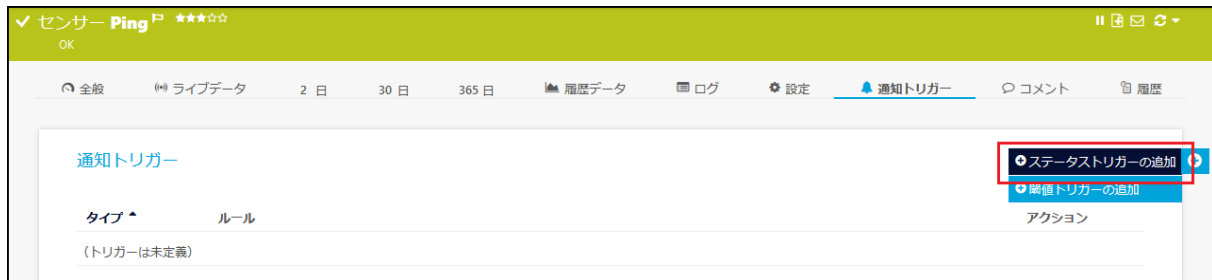 センサー Ping ★★★☆☆
OK
全般 ライブデータ 2 日 30 日 365 日 履歴データ ログ 設定 通知トリガー コメント 履歴
通知トリガー
ステータストリガーの追加
閾値トリガーの追加
タイプ ルール アクション
（トリガーは未定義）